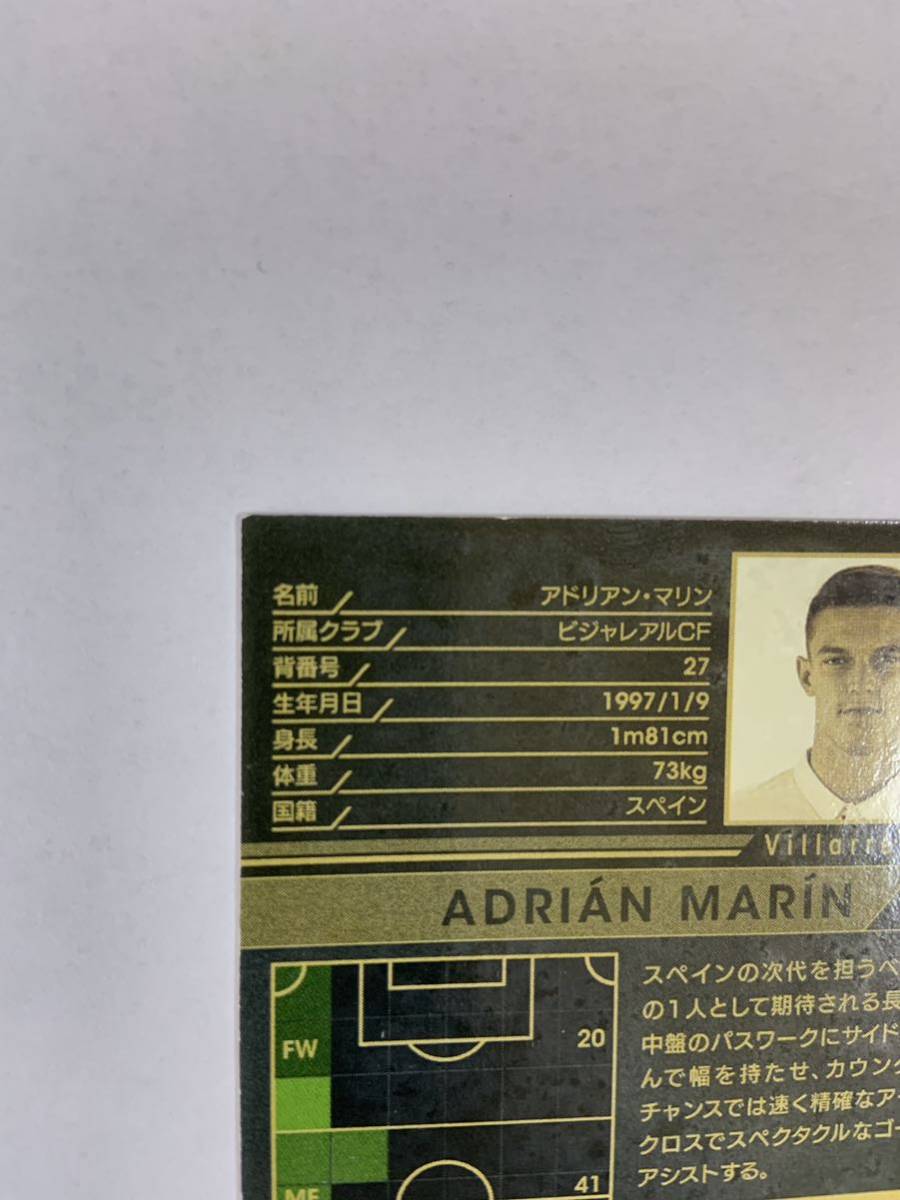 名前 アドリアン・マリン
所属クラブ ビジャレアルCF
背番号 27
生年月日 1997/1/9
身長 1m81cm
体重 73kg
国籍 スペイン
Villarre
ADRIÁN MARÍN
FW 20
MF 41
スペインの次代を担うべ
の1人として期待される長
中盤のパスワークにサイド
んで幅を持たせ、カウンタ
チャンスでは速く精確なアー
クロスでスペクタクルなゴー
アシストする。